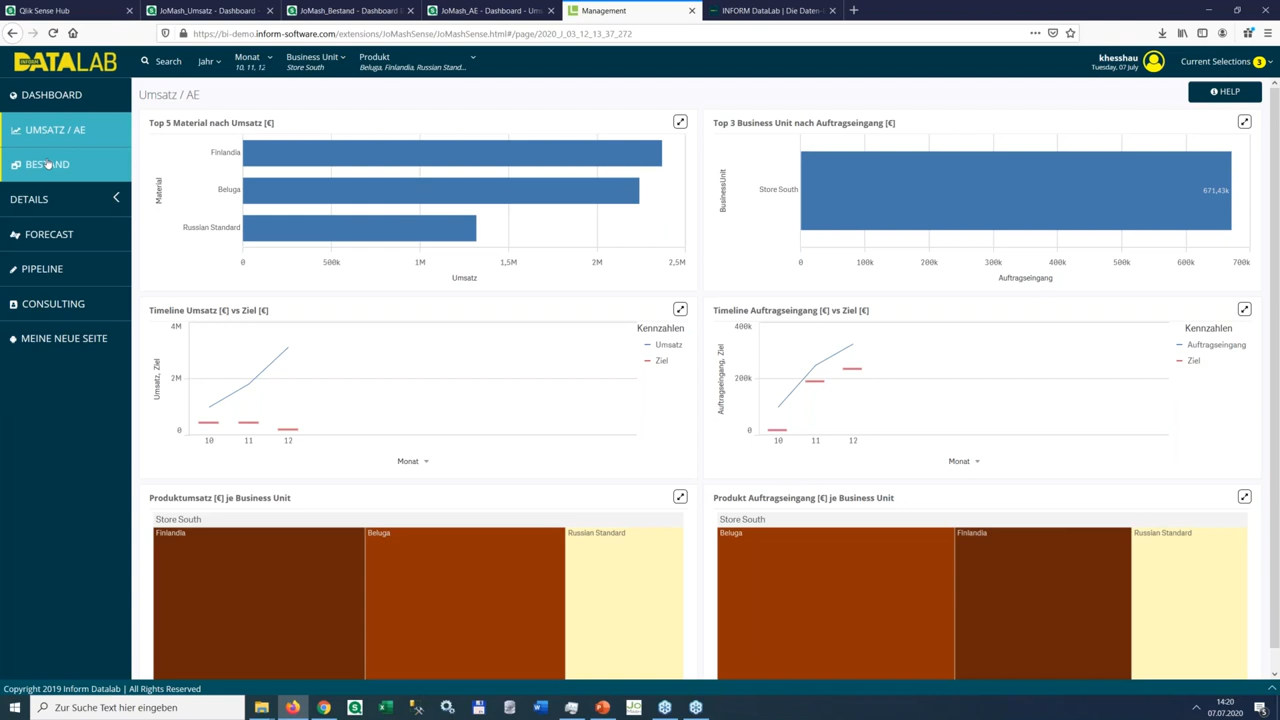 Qlik Sense Hub
JoMash_Umsatz - Dashboard -
JoMash_Bestand - Dashboard
JoMash_AE - Dashboard - Um
Management
INFORM DataLab | Die Daten-
https://bi-demo.inform-software.com/extensions/JoMashSense/JoMashSense.html#/page/2020_I_03_12_13_37_272
INFORM DATALAB
Search
Jahr
Monat
10, 11, 12
Business Unit
Store South
Produkt
Beluga, Finlandia, Russian Stand...
khesshau
Tuesday, 07 July
Current Selections 3
DASHBOARD
UMSATZ / AE
BESTAND
DETAILS
FORECAST
PIPELINE
CONSULTING
MEINE NEUE SEITE
Umsatz / AE
HELP
Top 5 Material nach Umsatz [€]
Material
Finlandia
Beluga
Russian Standard
0
500k
1M
1,5M
2M
2,5M
Umsatz
Top 3 Business Unit nach Auftragseingang [€]
BusinessUnit
Store South
671,43k
0
100k
200k
300k
400k
500k
600k
700k
Auftragseingang
Timeline Umsatz [€] vs Ziel [€]
4M
2M
0
Umsatz, Ziel
10
11
12
Monat
Kennzahlen
Umsatz
Ziel
Timeline Auftragseingang [€] vs Ziel [€]
400k
200k
0
Auftragseingang, Ziel
10
11
12
Monat
Kennzahlen
Auftragseingang
Ziel
Produktumsatz [€] je Business Unit
Store South
Finlandia
Beluga
Russian Standard
Produkt Auftragseingang [€] je Business Unit
Store South
Beluga
Finlandia
Russian Standard
Copyright 2019 Inform Datalab | All Rights Reserved
Zur Suche Text hier eingeben
14:20
07.07.2020